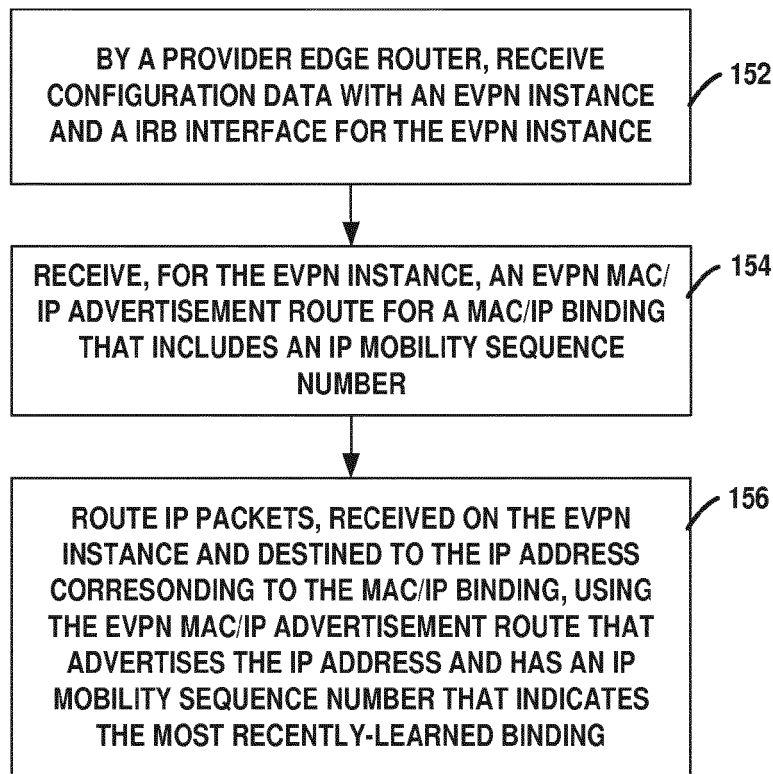 BY A PROVIDER EDGE ROUTER, RECEIVE
CONFIGURATION DATA WITH AN EVPN INSTANCE
AND A IRB INTERFACE FOR THE EVPN INSTANCE
152
RECEIVE, FOR THE EVPN INSTANCE, AN EVPN MAC/
IP ADVERTISEMENT ROUTE FOR A MAC/IP BINDING
THAT INCLUDES AN IP MOBILITY SEQUENCE
NUMBER
154
ROUTE IP PACKETS, RECEIVED ON THE EVPN
INSTANCE AND DESTINED TO THE IP ADDRESS
CORRESONDING TO THE MAC/IP BINDING, USING
THE EVPN MAC/IP ADVERTISEMENT ROUTE THAT
ADVERTISES THE IP ADDRESS AND HAS AN IP
MOBILITY SEQUENCE NUMBER THAT INDICATES
THE MOST RECENTLY-LEARNED BINDING
156